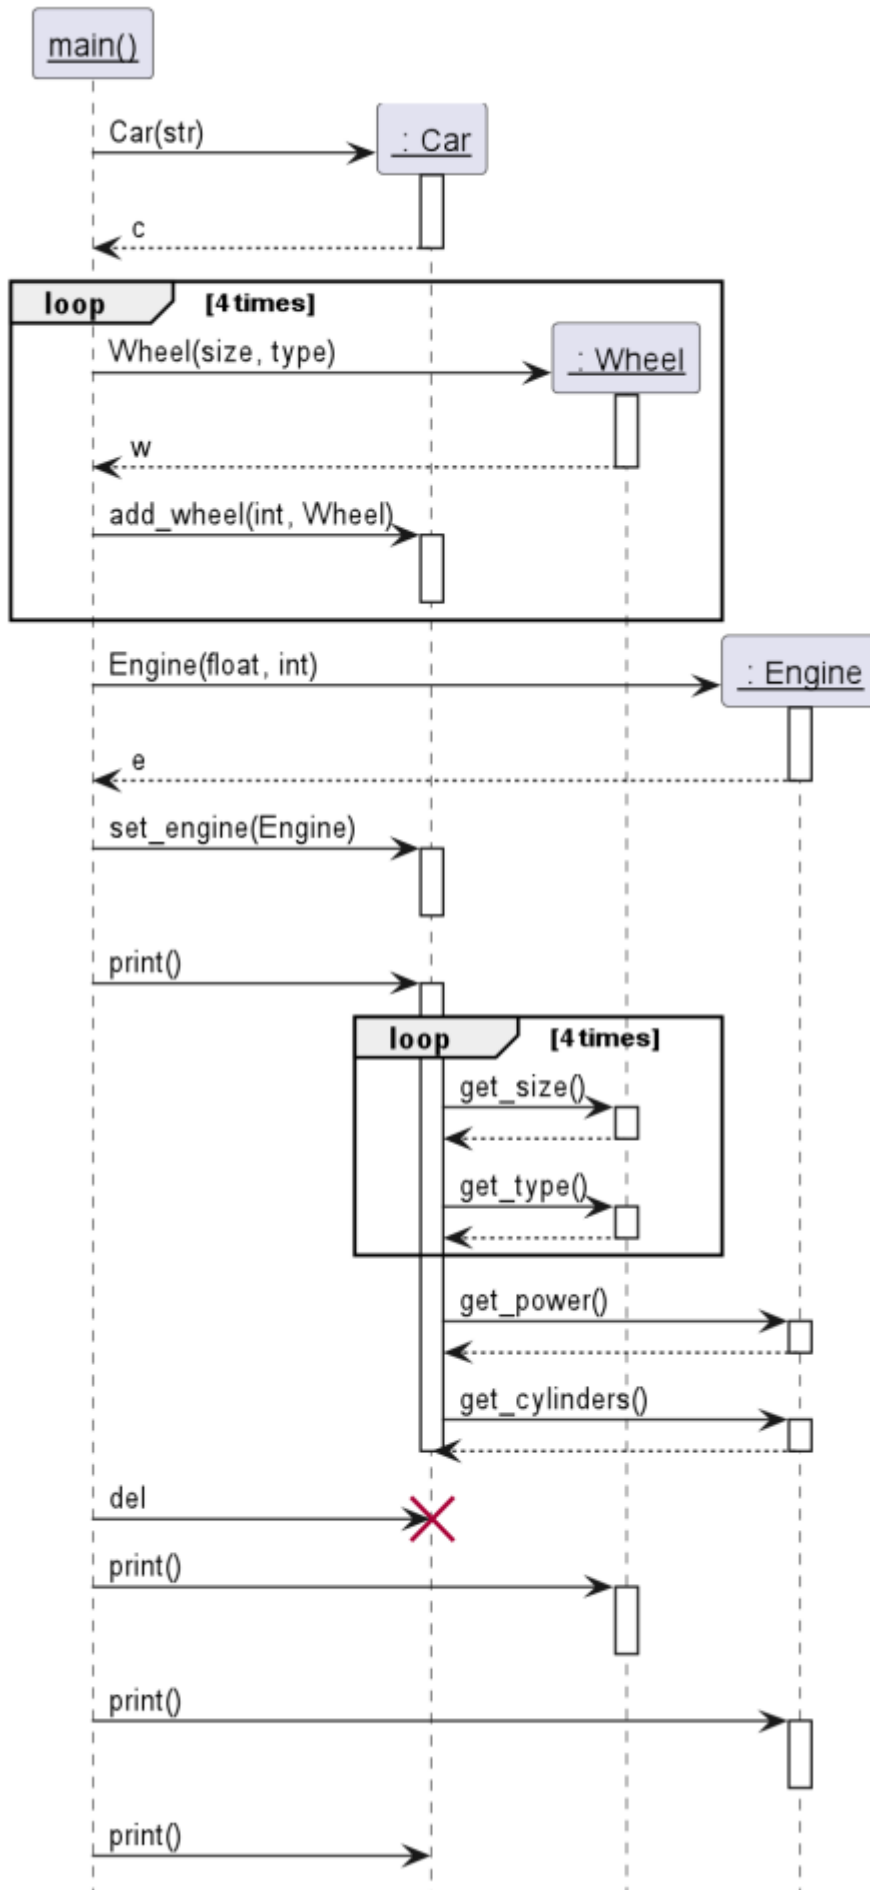 main()
Car(str)
: Car
c
loop
[4 times]
Wheel(size, type)
: Wheel
w
add_wheel(int, Wheel)
Engine(float, int)
: Engine
e
set_engine(Engine)
print()
loop
[4 times]
get_size()
get_type()
get_power()
get_cylinders()
del
print()
print()
print()